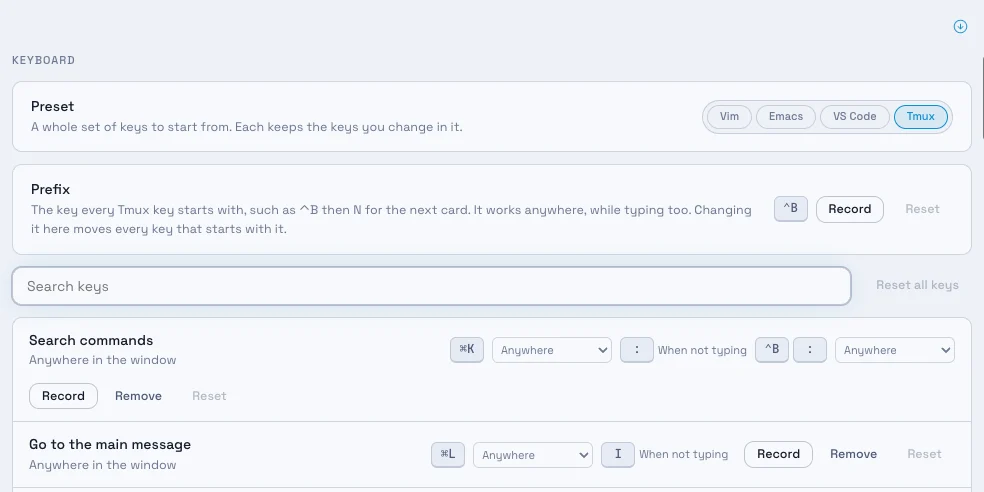 KEYBOARD
Preset
A whole set of keys to start from. Each keeps the keys you change in it.
Vim Emacs VS Code Tmux
Prefix
The key every Tmux key starts with, such as ^B then N for the next card. It works anywhere, while typing too. Changing
it here moves every key that starts with it.
^B Record Reset
Search keys Reset all keys
Search commands
Anywhere in the window
⌘K Anywhere : When not typing ^B : Anywhere
Record Remove Reset
Go to the main message
Anywhere in the window
⌘L Anywhere I When not typing Record Remove Reset